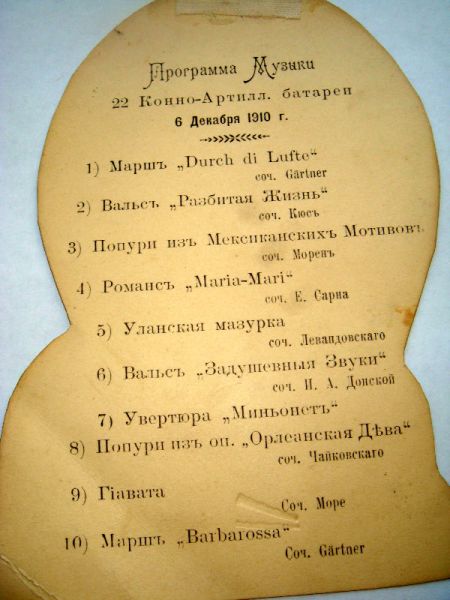 Программа Музыки
22 Конно-Артилл. батареи
6 Декабря 1910 г.
1) Маршъ „Durch di Lufte“
соч. Gärtner
2) Вальсъ „Разбитая Жизнь“
соч. Кюсъ
3) Попури изъ Мексиканскихъ Мотивовъ
соч. Моренъ
4) Романсъ „Maria-Mari“
соч. Е. Сарпа
5) Уланская мазурка
соч. Левандовскаго
6) Вальсъ „Задушевныя Звуки“
соч. Н. А. Донской
7) Увертюра „Миньонетъ“
8) Попури изъ оп. „Орлеанская Дѣва“
соч. Чайковскаго
9) Гіавата
Соч. Море
10) Маршъ „Barbarossa“
Соч. Gärtner